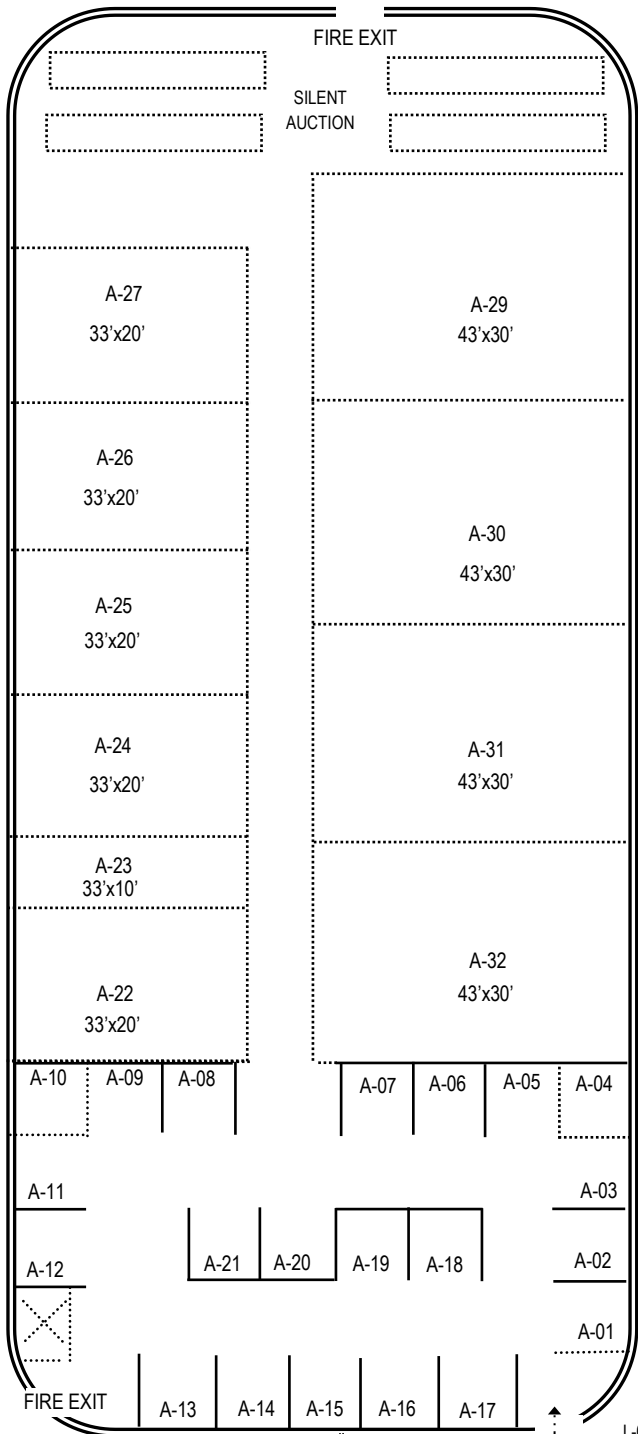 FIRE EXIT
SILENT
AUCTION
A-27
33’x20’
A-29
43’x30’
A-26
33’x20’
A-30
43’x30’
A-25
33’x20’
A-24
33’x20’
A-31
43’x30’
A-23
33’x10’
A-22
33’x20’
A-32
43’x30’
A-10
A-09
A-08
A-07
A-06
A-05
A-04
A-11
A-03
A-12
A-21
A-20
A-19
A-18
A-02
A-01
FIRE EXIT
A-13
A-14
A-15
A-16
A-17